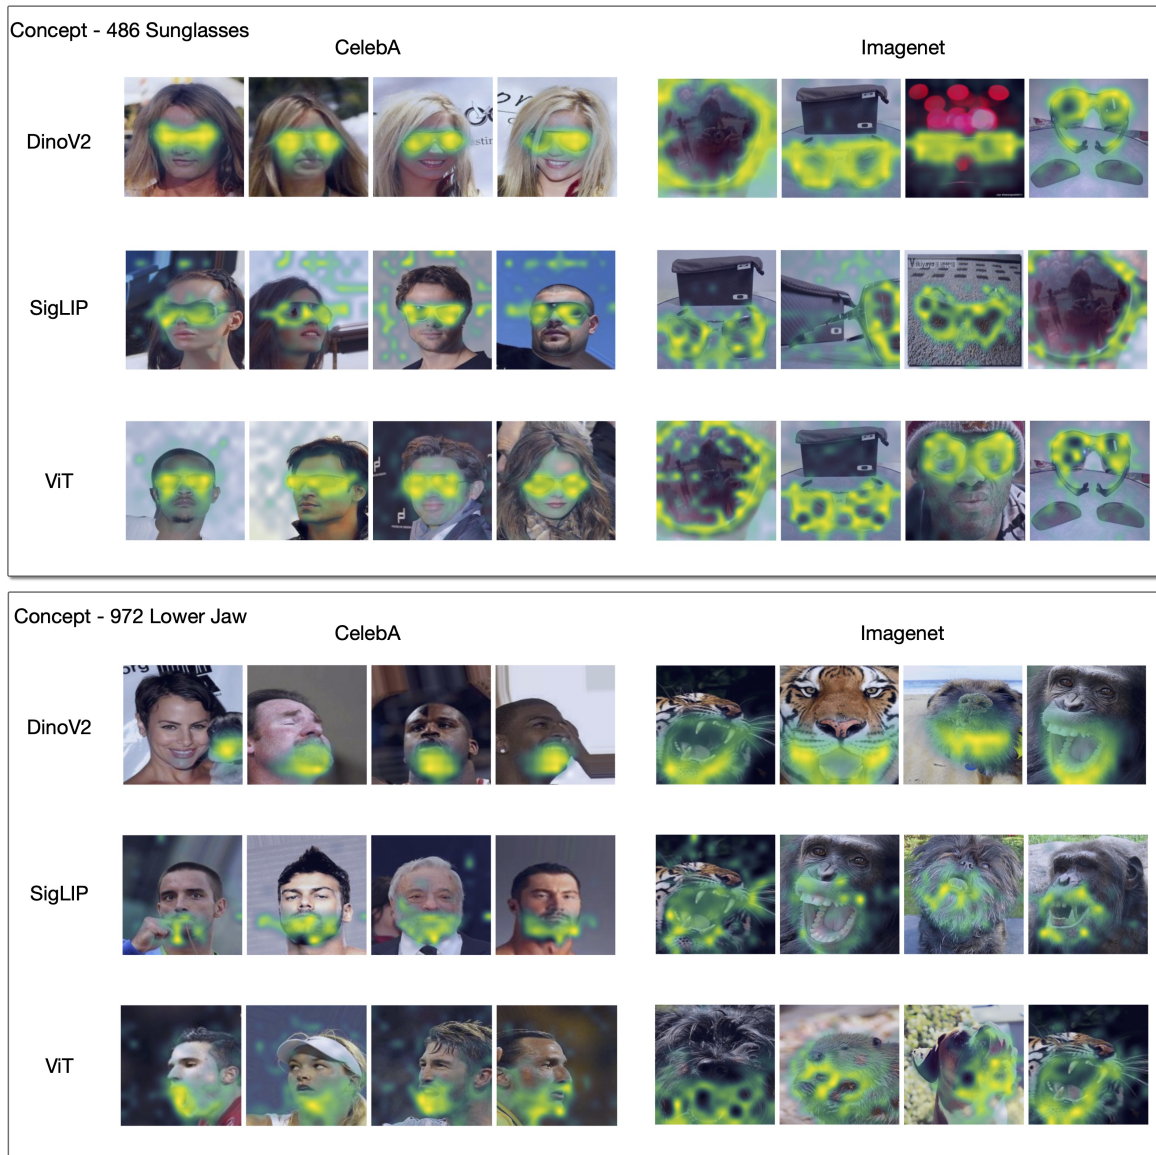 Concept - 486 Sunglasses
CelebA
Imagenet
DinoV2
SigLIP
ViT
Concept - 972 Lower Jaw
CelebA
Imagenet
DinoV2
SigLIP
ViT